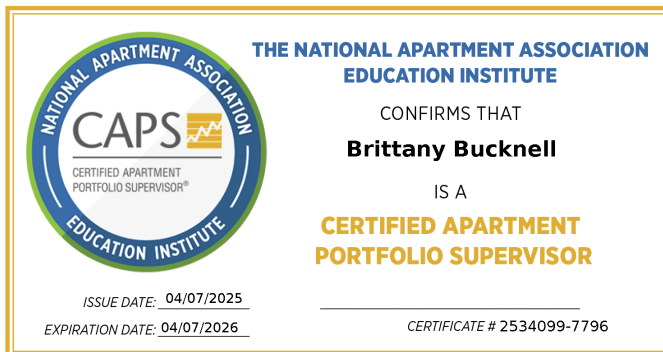 NATIONAL APARTMENT ASSOCIATION
CAPS
CERTIFIED APARTMENT
PORTFOLIO SUPERVISOR®
EDUCATION INSTITUTE
THE NATIONAL APARTMENT ASSOCIATION
EDUCATION INSTITUTE
CONFIRMS THAT
Brittany Bucknell
IS A
CERTIFIED APARTMENT
PORTFOLIO SUPERVISOR
ISSUE DATE: 04/07/2025
EXPIRATION DATE: 04/07/2026
CERTIFICATE # 2534099-7796